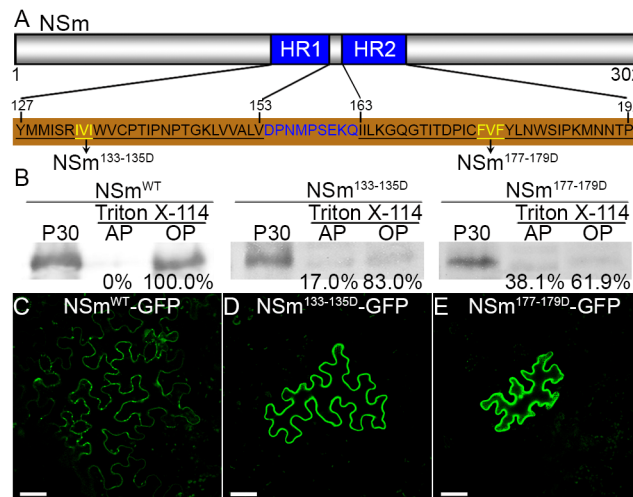 A NSm
HR1 HR2
1 302
127 153 163 19
YMMISRIVIWVCPTIPNPTGKLVVALVDPNMPSEKQIILKGQGTITDPICFVFYLNWSIPKMNNTP
NSm133-135D NSm177-179D
B NSmWT NSm133-135D NSm177-179D
Triton X-114 Triton X-114 Triton X-114
P30 AP OP P30 AP OP P30 AP OP
0% 100.0% 17.0% 83.0% 38.1% 61.9%
C NSmWT-GFP D NSm133-135D-GFP E NSm177-179D-GFP